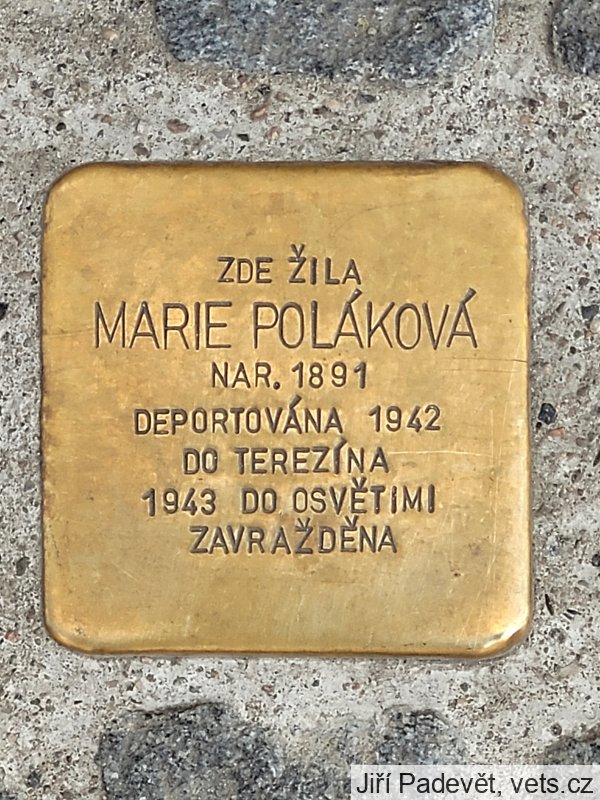 ZDE ŽILA
MARIE POLÁKOVÁ
NAR. 1891
DEPORTOVÁNA 1942
DO TEREZÍNA
1943 DO OSVĚTIMI
ZAVRAŽDĚNA
Jiří Padevět, vets.cz